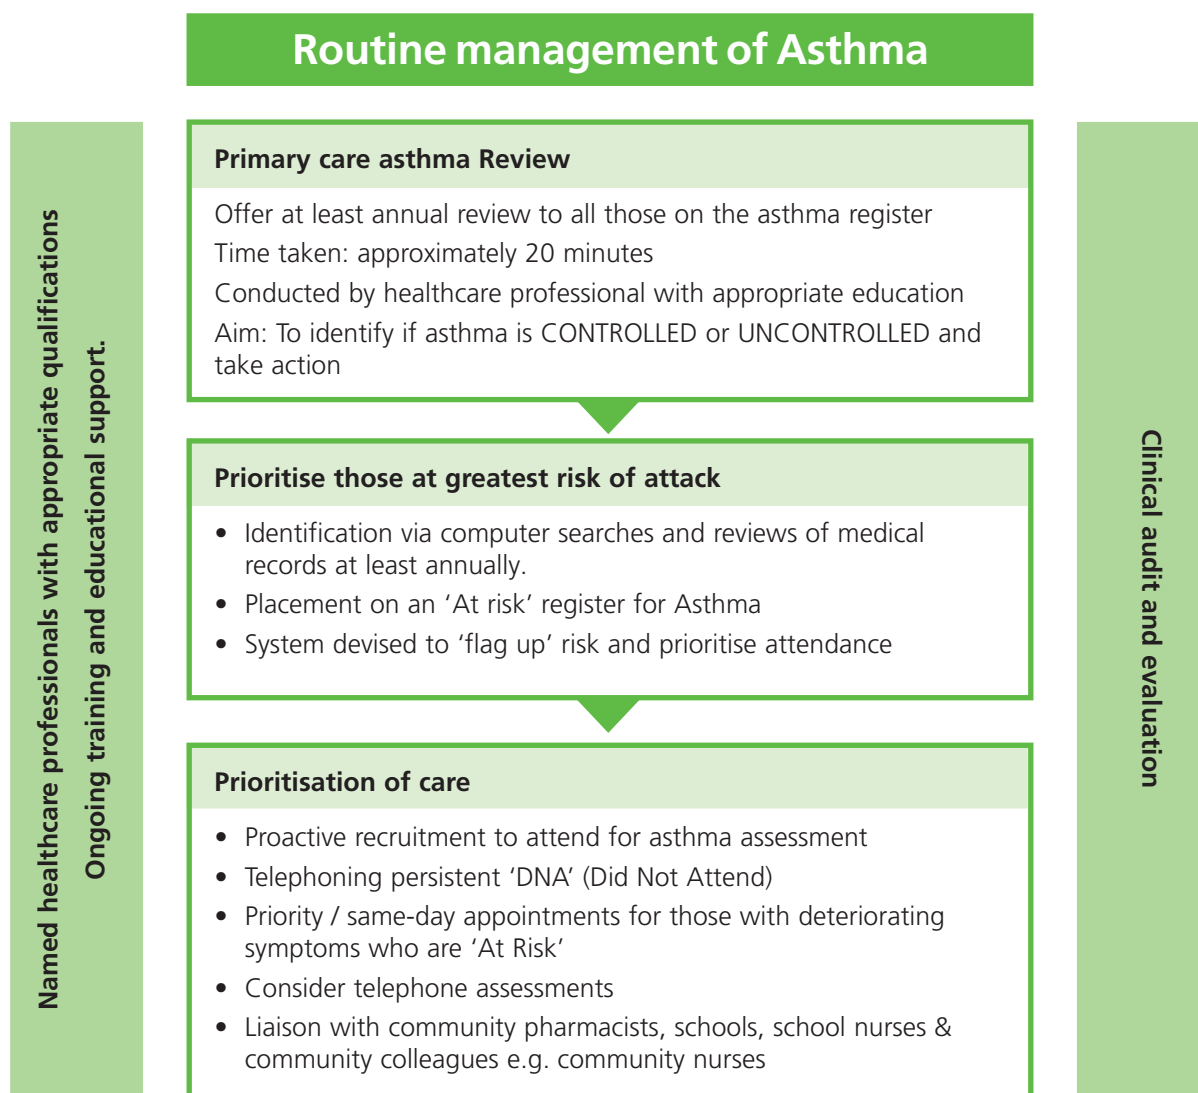 Routine management of Asthma
Named healthcare professionals with appropriate qualifications
Ongoing training and educational support.
Primary care asthma Review
Offer at least annual review to all those on the asthma register
Time taken: approximately 20 minutes
Conducted by healthcare professional with appropriate education
Aim: To identify if asthma is CONTROLLED or UNCONTROLLED and
take action
Prioritise those at greatest risk of attack
• Identification via computer searches and reviews of medical
records at least annually.
• Placement on an ‘At risk’ register for Asthma
• System devised to ‘flag up’ risk and prioritise attendance
Prioritisation of care
• Proactive recruitment to attend for asthma assessment
• Telephoning persistent ‘DNA’ (Did Not Attend)
• Priority / same-day appointments for those with deteriorating
symptoms who are ‘At Risk’
• Consider telephone assessments
• Liaison with community pharmacists, schools, school nurses &
community colleagues e.g. community nurses
Clinical audit and evaluation